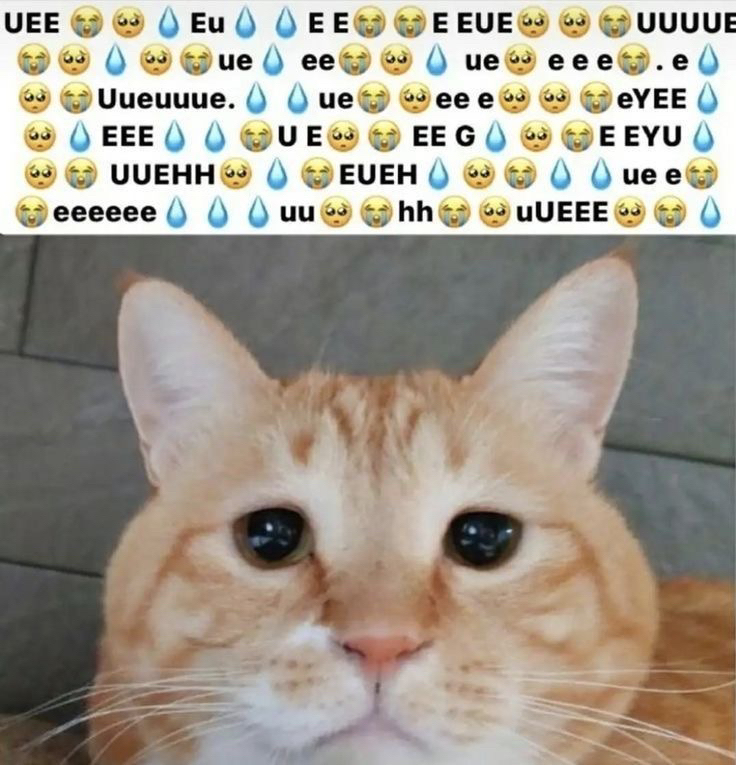 UEE 😭🥺💧Eu💧💧E E😭😭E EUE🥺🥺😭UUUUE
😭🥺💧🥺😭ue💧 ee😭🥺💧 ue🥺 e e e😭. e💧
🥺😭Uueuuue.💧💧ue😭🥺ee e🥺🥺😭eYEE💧
🥺💧EEE💧💧😭U E🥺😭 EE G💧🥺😭E EYU💧
🥺😭 UUEHH🥺💧😭EUEH💧🥺😭💧💧ue e😭
😭eeeeee💧💧💧uu🥺😭hh😭🥺uUEEE🥺😭💧